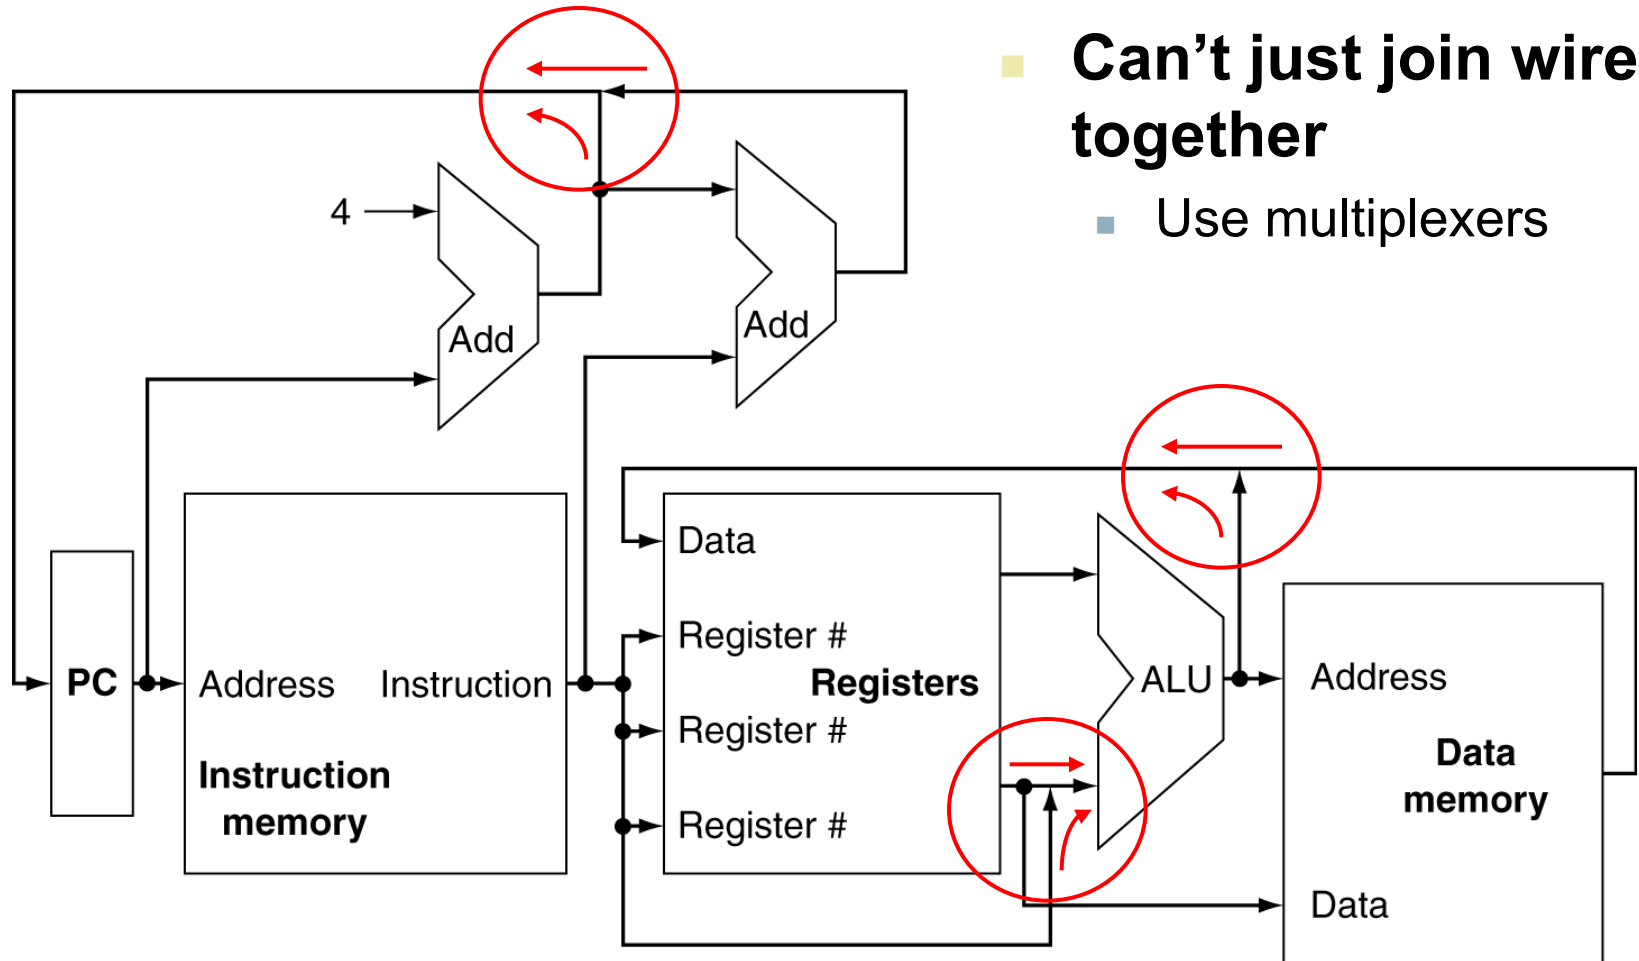 Can't just join wire
together
Use multiplexers
4
Add
Add
Data
Register #
PC
Address
Instruction
Registers
ALU
Address
Register #
Instruction
memory
Data
memory
Register #
Data